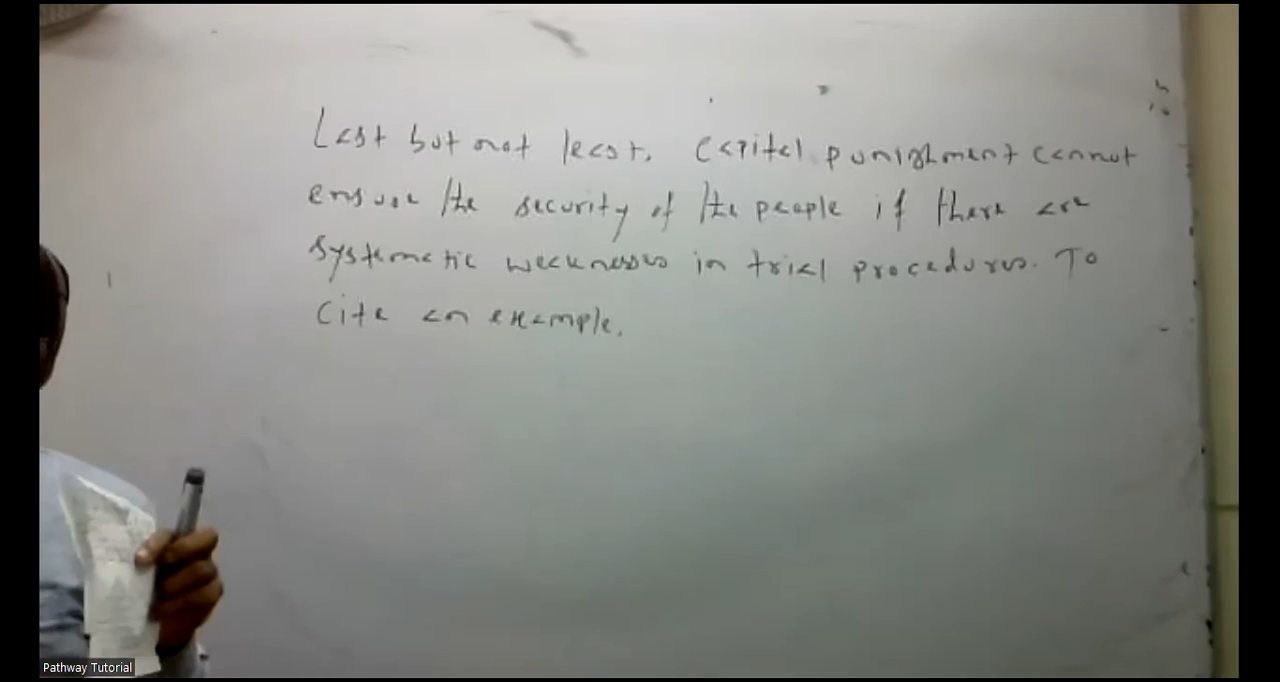 Last but not least, capital punishment cannot
ensure the security of the people if there are
systematic weaknesses in trial procedures. To
cite an example,
Pathway Tutorial